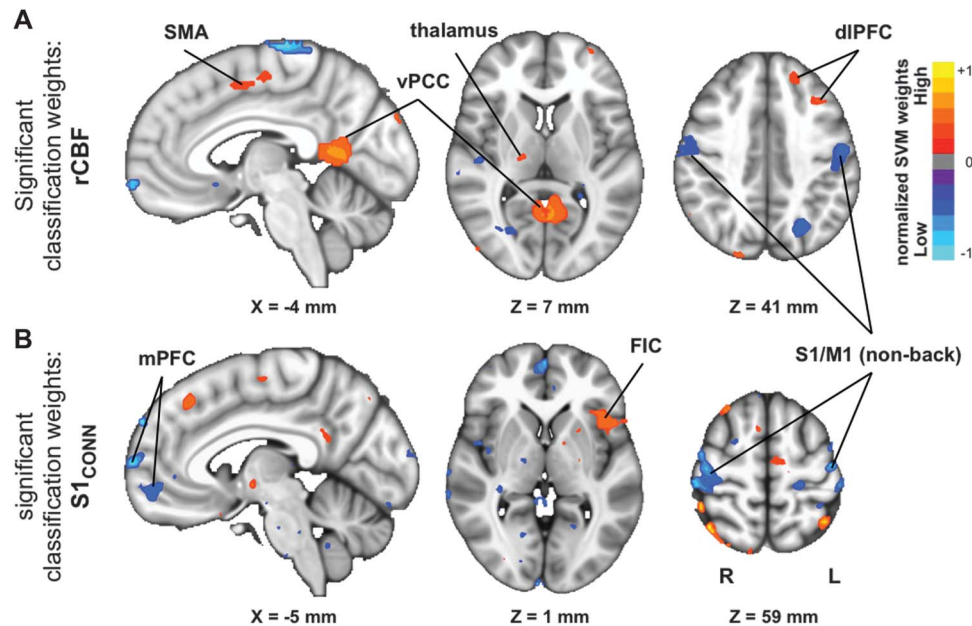 A
Significant
classification weights:
rCBF
SMA
thalamus
vPCC
dlPFC
normalized SVM weights
High
Low
+1
0
-1
X = -4 mm
Z = 7 mm
Z = 41 mm
B
significant
classification weights:
S1CONN
mPFC
FIC
S1/M1 (non-back)
R
L
X = -5 mm
Z = 1 mm
Z = 59 mm